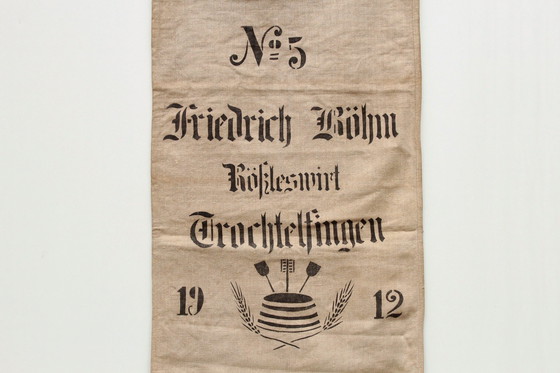 No 5
Friedrich Böhm
Rößleswirt
Trochtelfingen
19 12